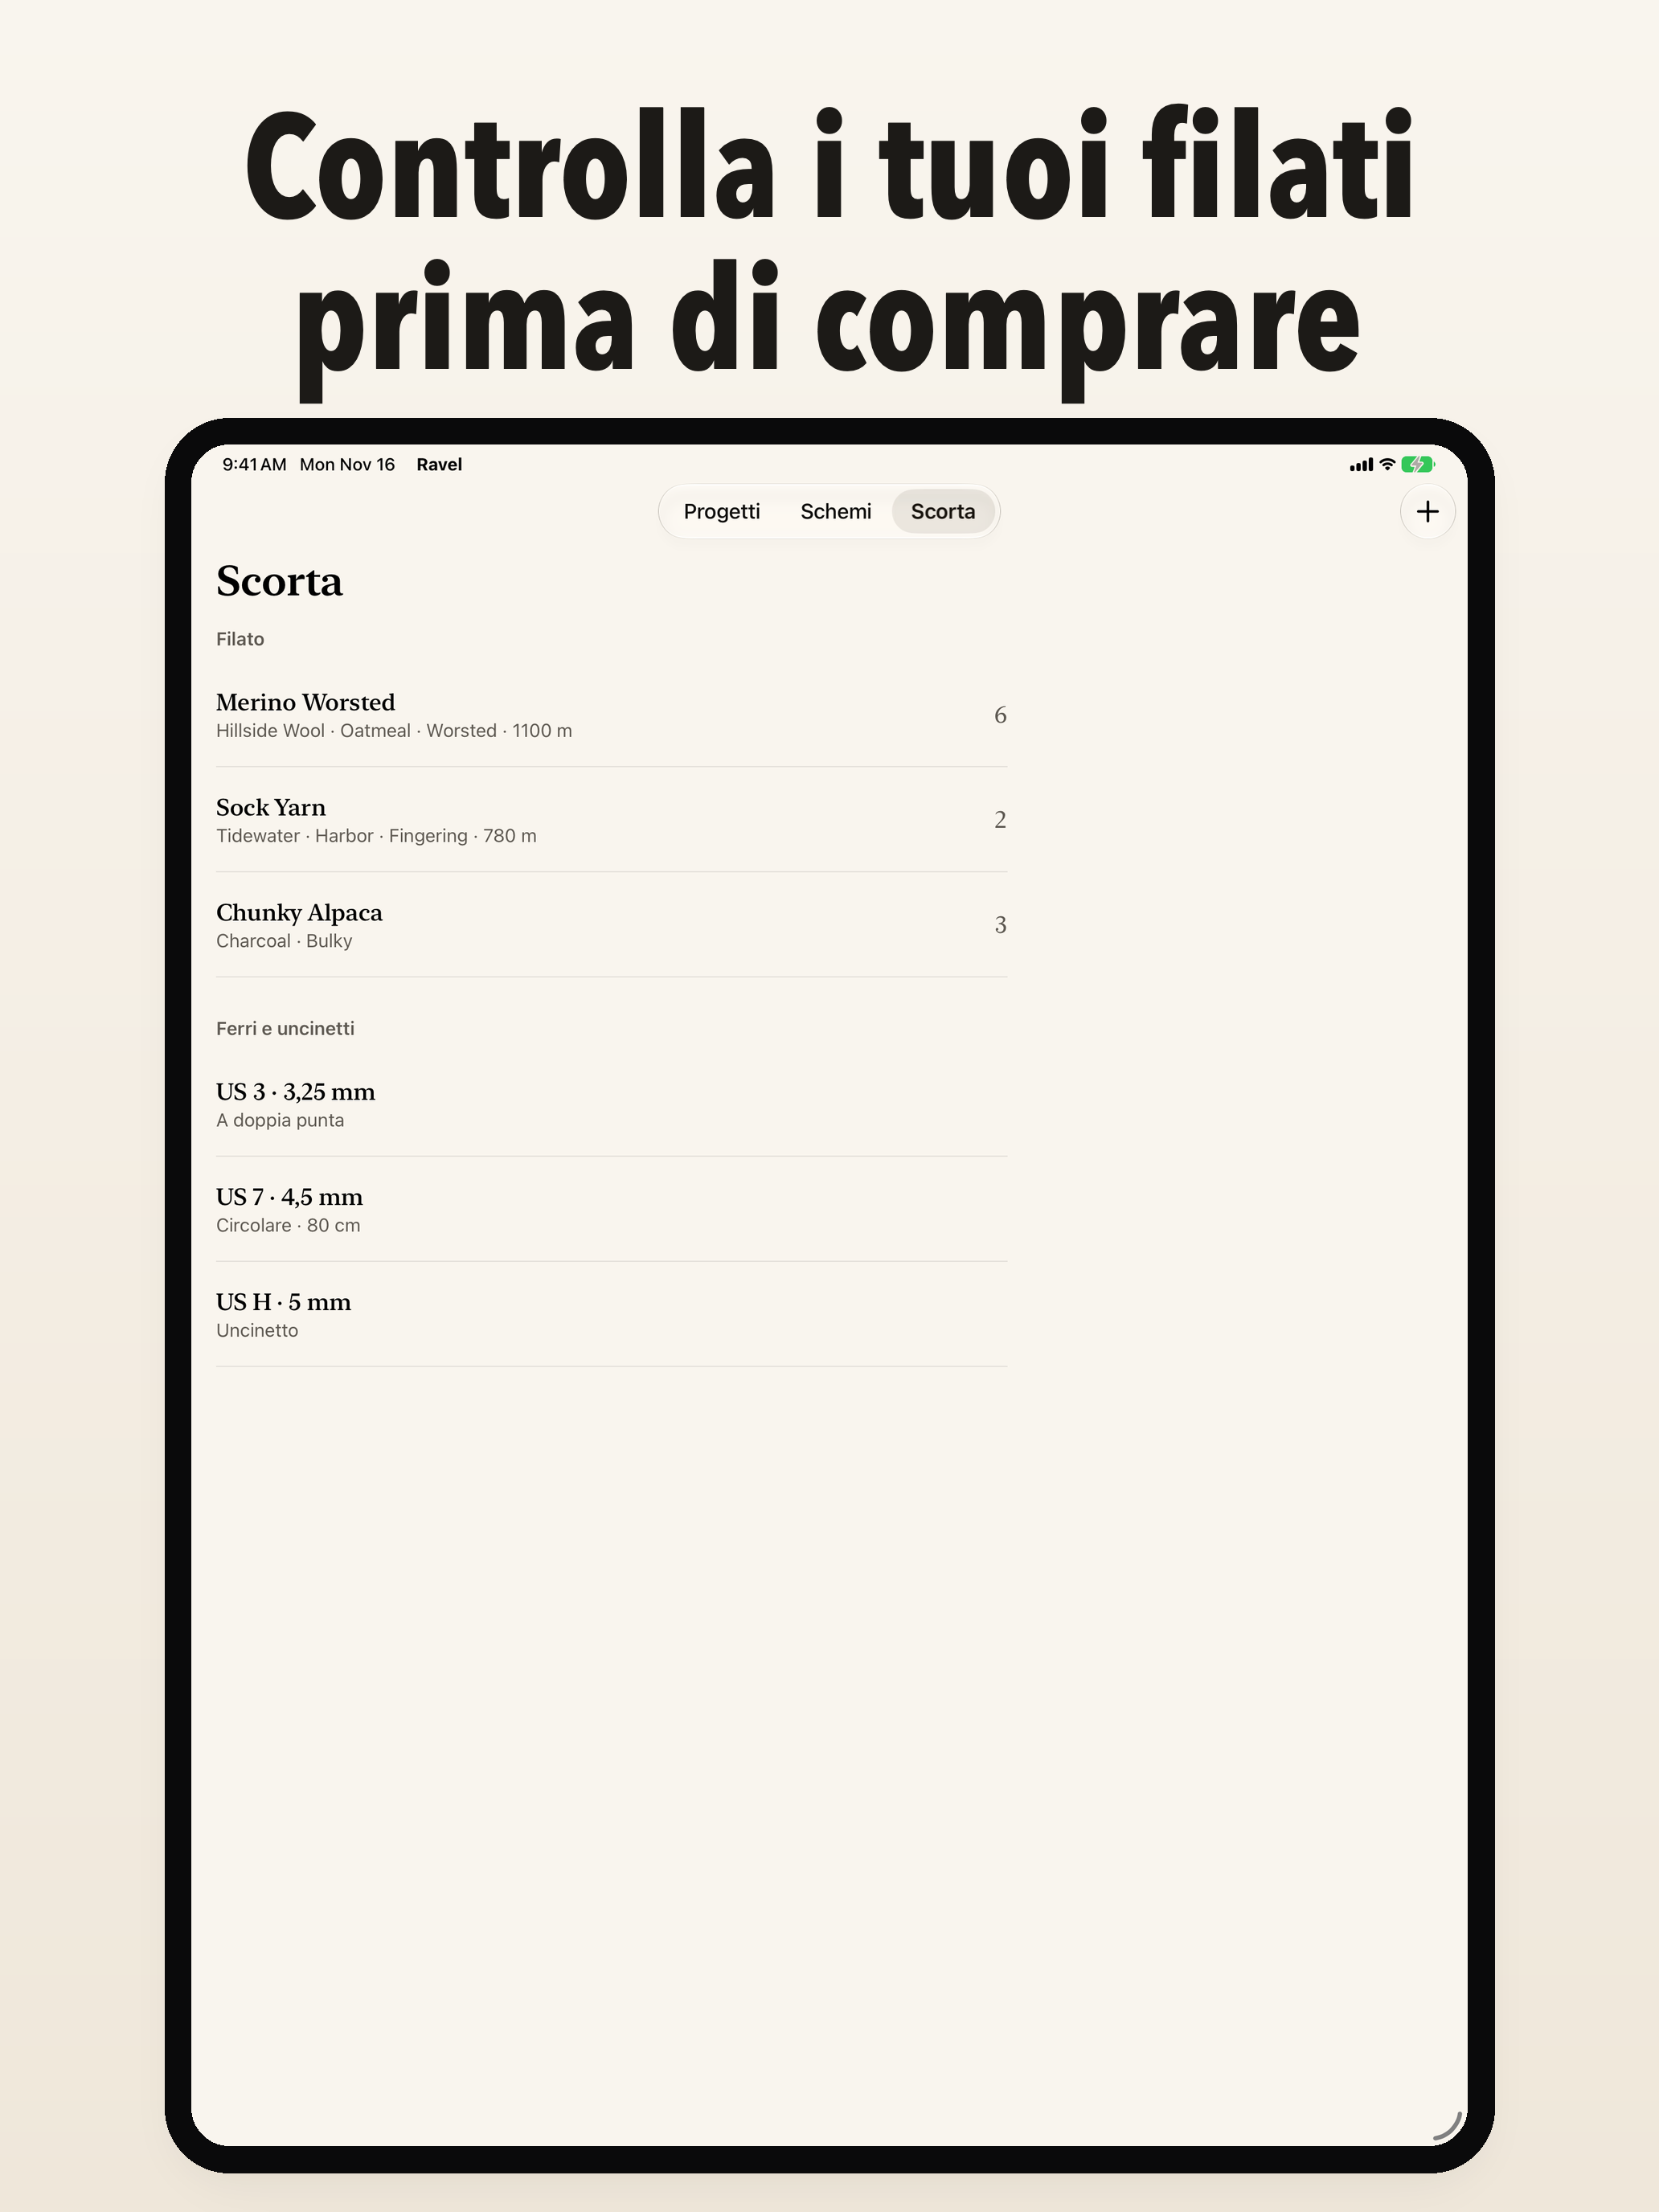 Controlla i tuoi filati
prima di comprare
9:41 AM Mon Nov 16 Ravel
Progetti Schemi Scorta
Scorta
Filato
Merino Worsted
Hillside Wool · Oatmeal · Worsted · 1100 m
6
Sock Yarn
Tidewater · Harbor · Fingering · 780 m
2
Chunky Alpaca
Charcoal · Bulky
3
Ferri e uncinetti
US 3 · 3,25 mm
A doppia punta
US 7 · 4,5 mm
Circolare · 80 cm
US H · 5 mm
Uncinetto